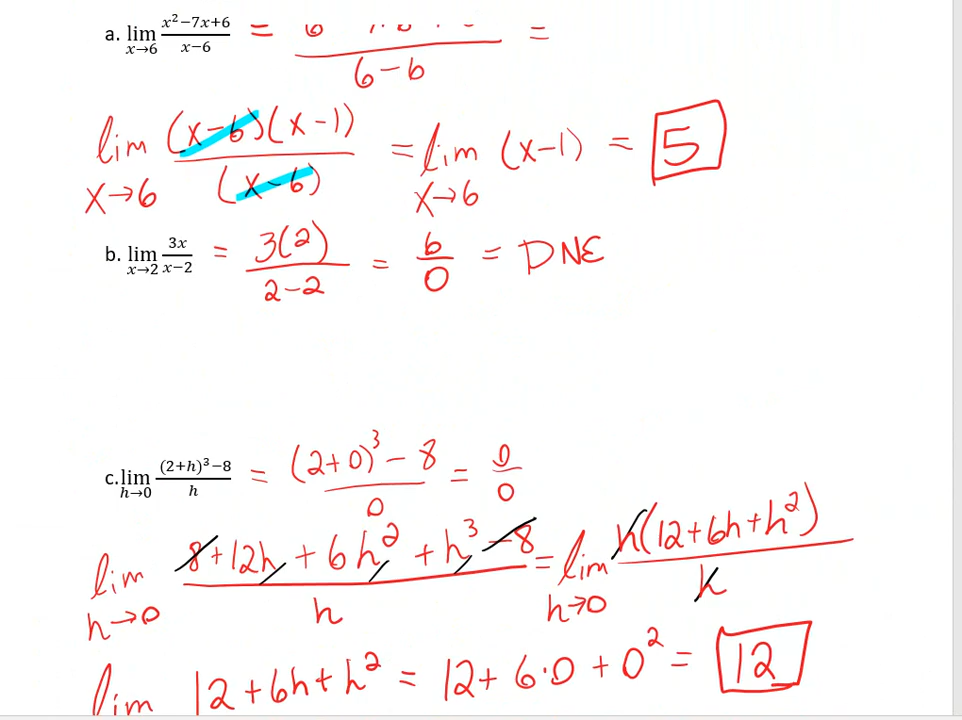 a. lim x→6 (x²−7x+6)/(x−6) = /(6−6) =
lim x→6 (x−6)(x−1)/(x−6) = lim x→6 (x−1) = 5
b. lim x→2 3x/(x−2) = 3(2)/(2−2) = 6/0 = DNE
c. lim h→0 ((2+h)³−8)/h = ((2+0)³−8)/0 = 0/0
lim h→0 (8+12h+6h²+h³−8)/h = lim h→0 h(12+6h+h²)/h
lim 12+6h+h² = 12+6·0+0² = 12